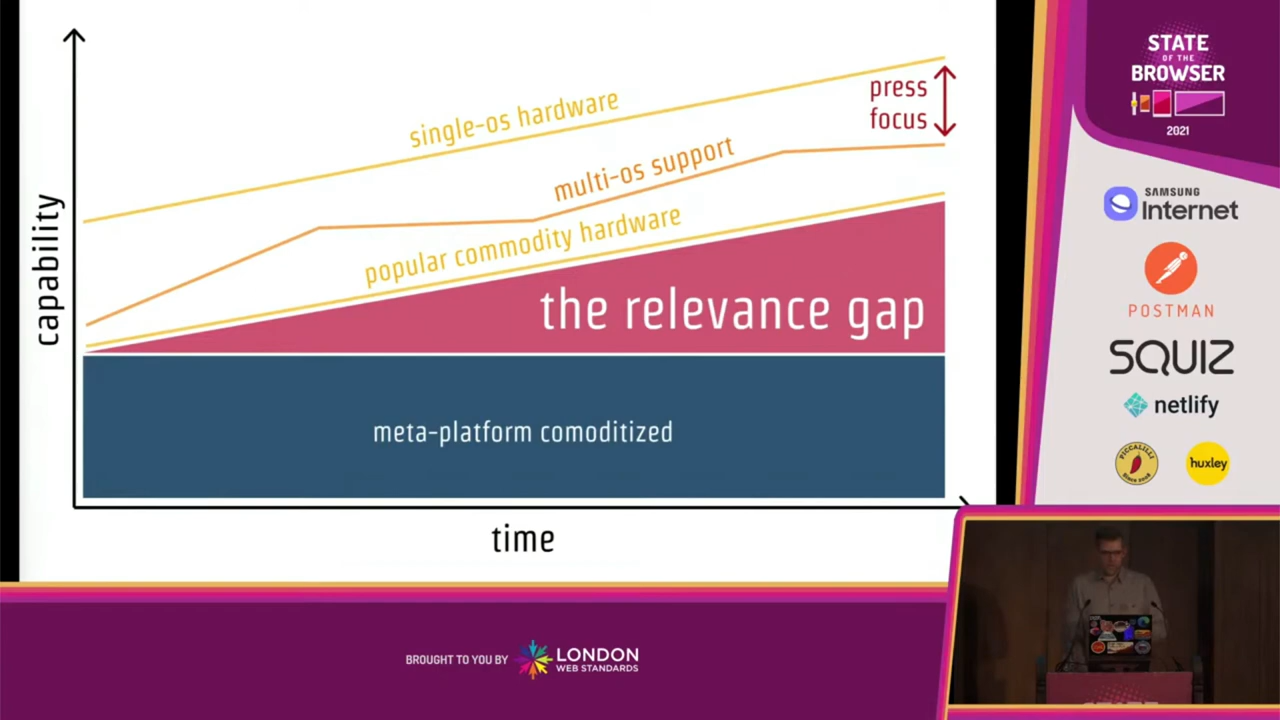 single-os hardware
press
focus
multi-os support
popular commodity hardware
the relevance gap
capability
meta-platform comoditized
time
STATE
OF THE
BROWSER
2021
SAMSUNG
Internet
POSTMAN
SQUIZ
netlify
PICCALILLI
huxley
BROUGHT TO YOU BY
LONDON
WEB STANDARDS